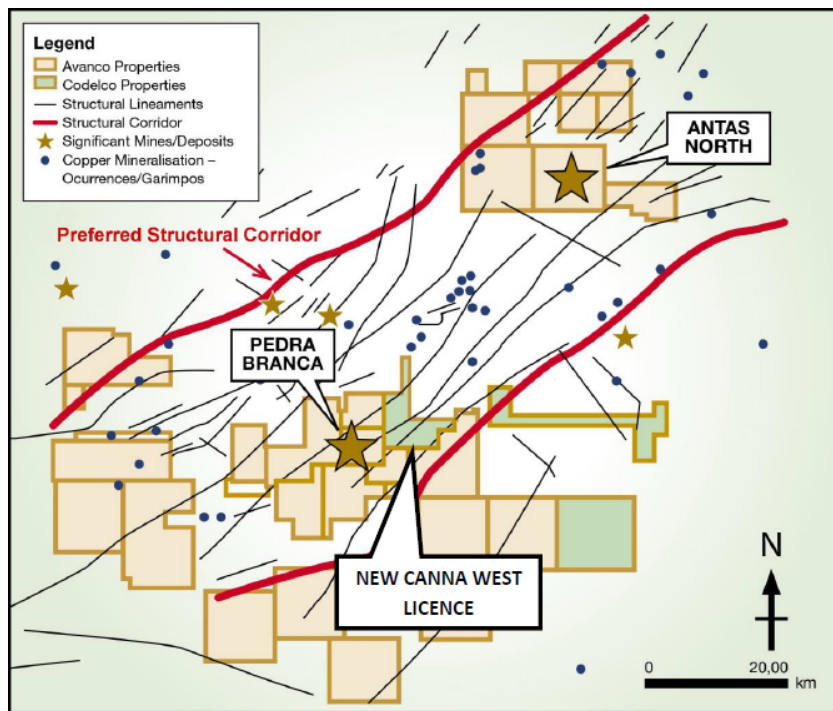 Legend
Avanco Properties
Codelco Properties
Structural Lineaments
Structural Corridor
Significant Mines/Deposits
Copper Mineralisation –
Ocurrences/Garimpos
ANTAS
NORTH
Preferred Structural Corridor
PEDRA
BRANCA
NEW CANNA WEST
LICENCE
N
0 20,00
km